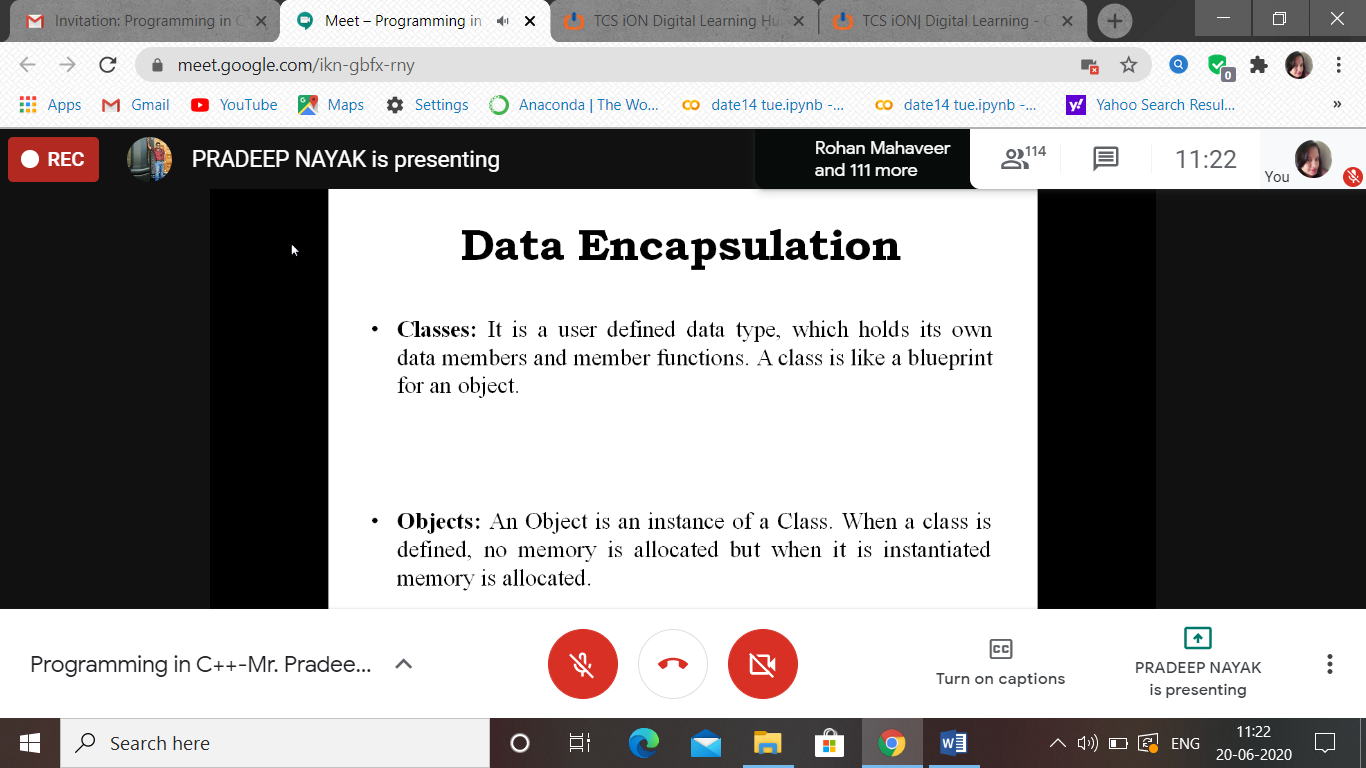 Invitation: Programming in C
Meet – Programming in
TCS iON Digital Learning Hu
TCS iON| Digital Learning - C
meet.google.com/ikn-gbfx-rny
0
Apps
Gmail
YouTube
Maps
Settings
Anaconda | The Wo...
date14 tue.ipynb -...
date14 tue.ipynb -...
Yahoo Search Resul...
»
REC
PRADEEP NAYAK is presenting
Rohan Mahaveer
and 111 more
114
11:22
You
Data Encapsulation
• Classes: It is a user defined data type, which holds its own
data members and member functions. A class is like a blueprint
for an object.
• Objects: An Object is an instance of a Class. When a class is
defined, no memory is allocated but when it is instantiated
memory is allocated.
Programming in C++-Mr. Pradee...
CC
Turn on captions
PRADEEP NAYAK
is presenting
Search here
ENG
11:22
20-06-2020